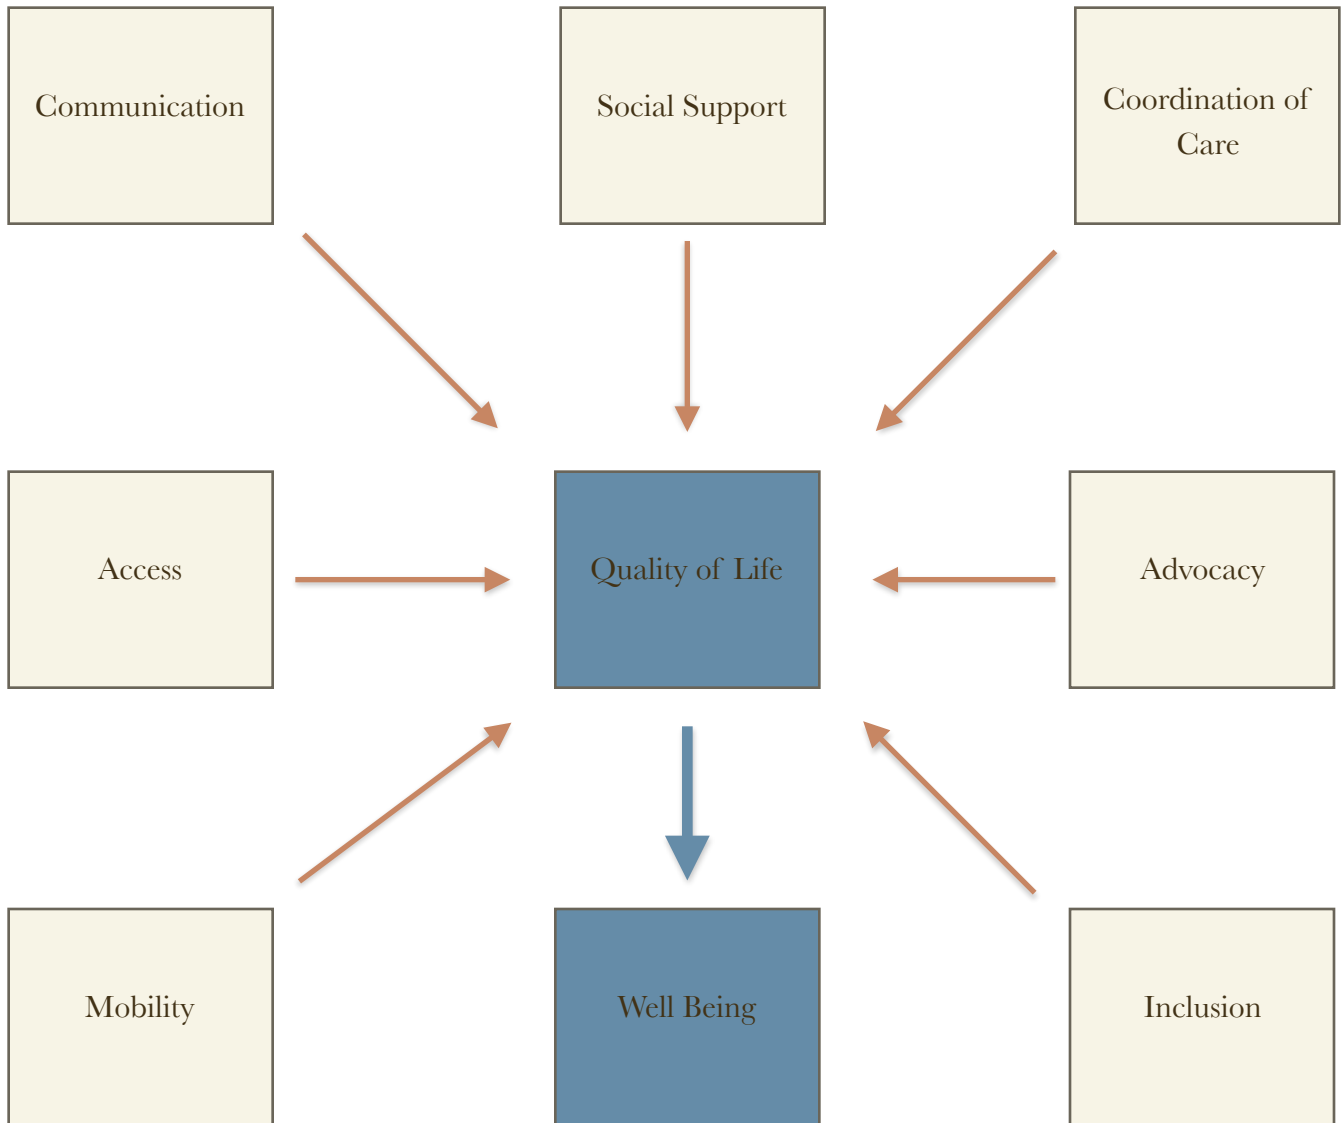 Communication
Social Support
Coordination of
Care
Access
Quality of Life
Advocacy
Mobility
Well Being
Inclusion